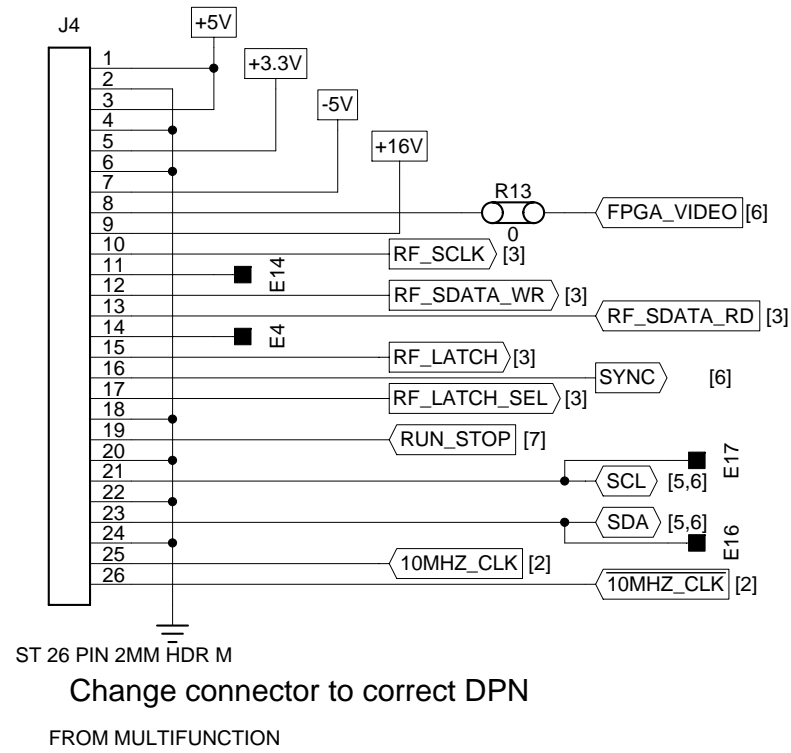 J4
+5V
+3.3V
-5V
+16V
1
2
3
4
5
6
7
8
9
10
11
12
13
14
15
16
17
18
19
20
21
22
23
24
25
26
R13
0
FPGA_VIDEO [6]
RF_SCLK [3]
E14
RF_SDATA_WR [3]
RF_SDATA_RD [3]
E4
RF_LATCH [3]
SYNC [6]
RF_LATCH_SEL [3]
RUN_STOP [7]
E17
SCL [5,6]
SDA [5,6]
E16
10MHZ_CLK [2]
10MHZ_CLK [2]
ST 26 PIN 2MM HDR M
Change connector to correct DPN
FROM MULTIFUNCTION